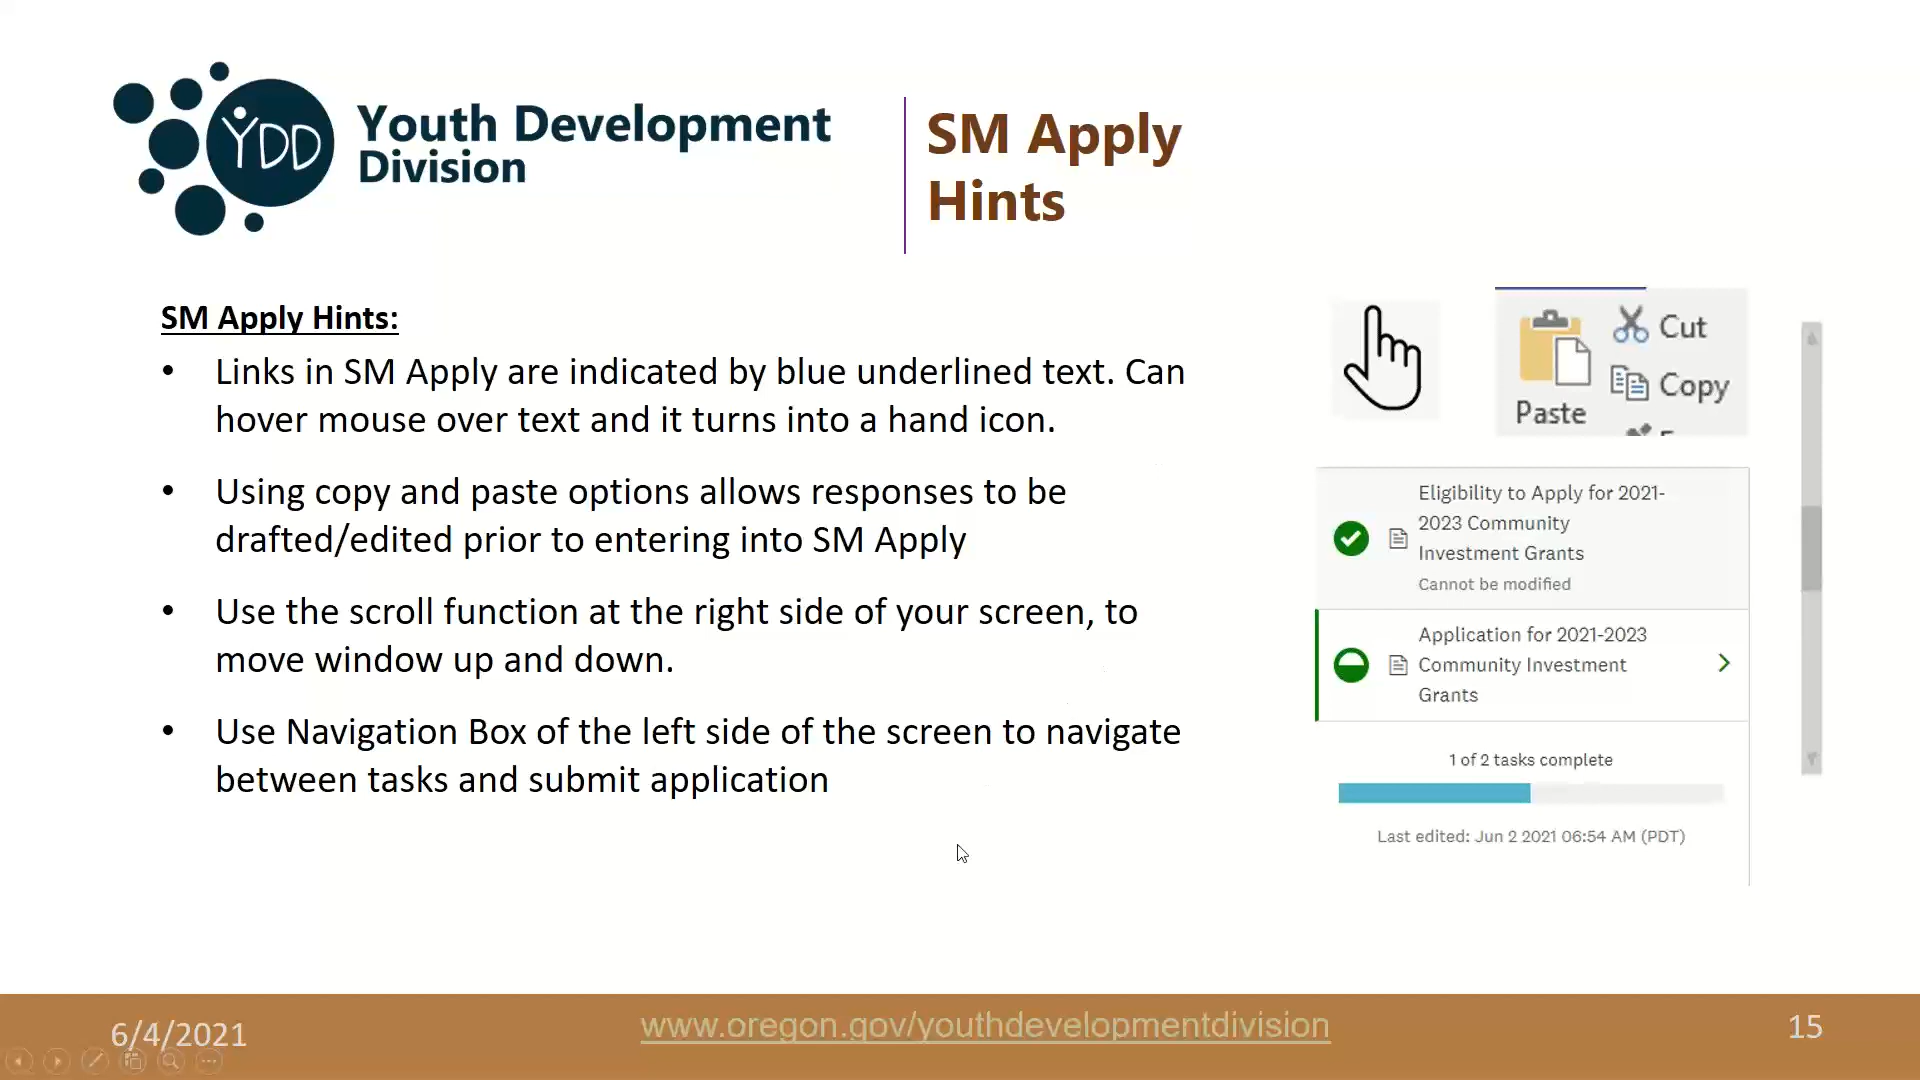 YDD
Youth Development
Division
SM Apply
Hints
SM Apply Hints:
• Links in SM Apply are indicated by blue underlined text. Can
hover mouse over text and it turns into a hand icon.
• Using copy and paste options allows responses to be
drafted/edited prior to entering into SM Apply
• Use the scroll function at the right side of your screen, to
move window up and down.
• Use Navigation Box of the left side of the screen to navigate
between tasks and submit application
Cut
Copy
Paste
Eligibility to Apply for 2021-
2023 Community
Investment Grants
Cannot be modified
Application for 2021-2023
Community Investment
Grants
1 of 2 tasks complete
Last edited: Jun 2 2021 06:54 AM (PDT)
6/4/2021
www.oregon.gov/youthdevelopmentdivision
15